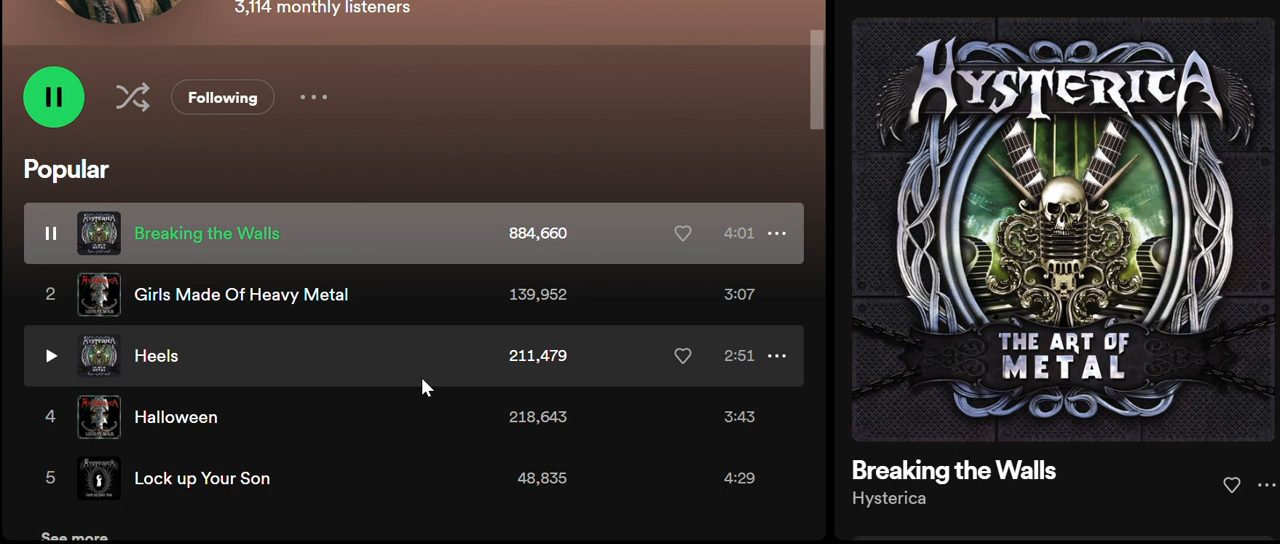 3,114 monthly listeners
Following
Popular
Breaking the Walls 884,660 4:01
2 Girls Made Of Heavy Metal 139,952 3:07
Heels 211,479 2:51
4 Halloween 218,643 3:43
5 Lock up Your Son 48,835 4:29
See more
HYSTERICA
THE ART OF
METAL
Breaking the Walls
Hysterica